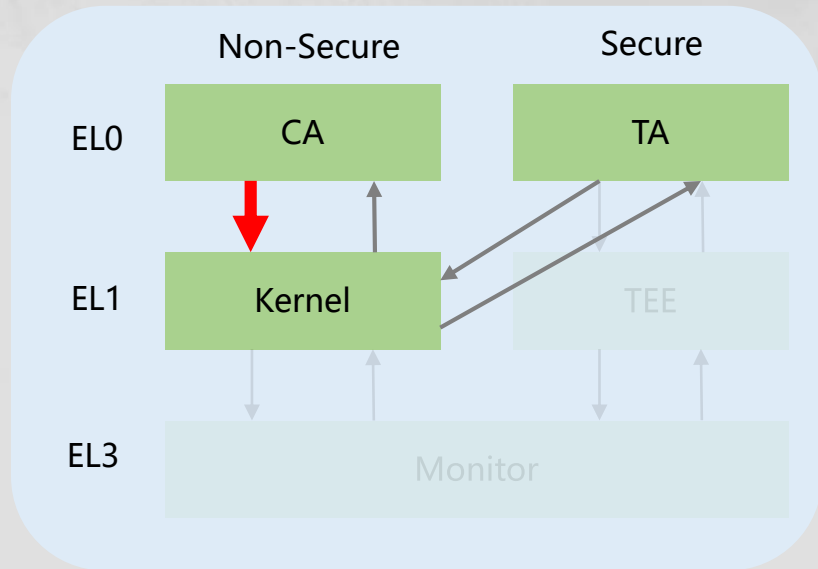 Non-Secure
Secure
EL0
CA
TA
EL1
Kernel
TEE
EL3
Monitor